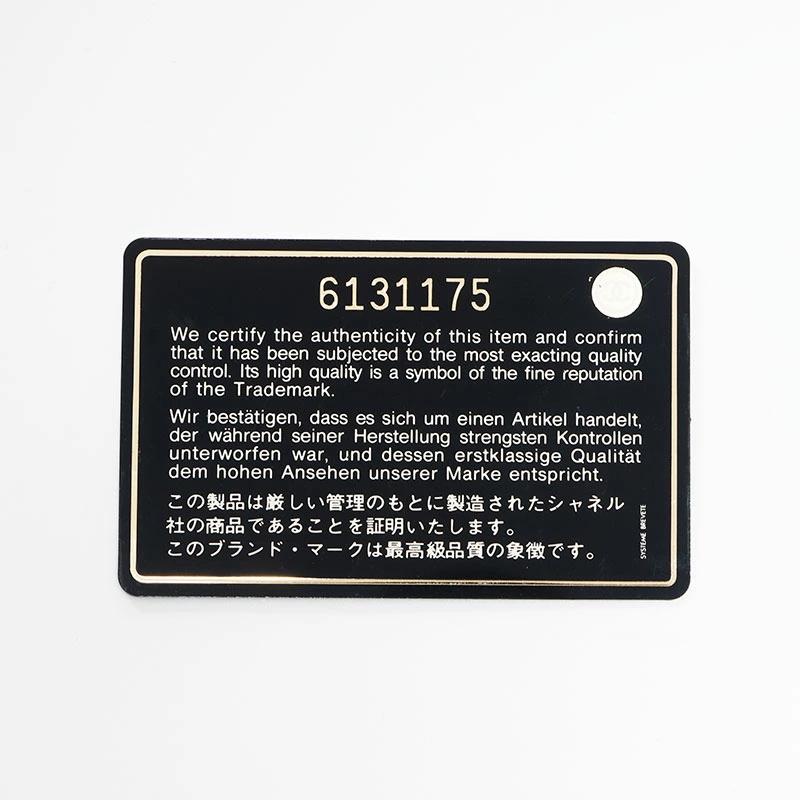 6131175
We certify the authenticity of this item and confirm
that it has been subjected to the most exacting quality
control. Its high quality is a symbol of the fine reputation
of the Trademark.
Wir bestätigen, dass es sich um einen Artikel handelt,
der während seiner Herstellung strengsten Kontrollen
unterworfen war, und dessen erstklassige Qualität
dem hohen Ansehen unserer Marke entspricht.
この製品は厳しい管理のもとに製造されたシャネル
社の商品であることを証明いたします。
このブランド・マークは最高級品質の象徴です。
SYSTEME BREVETE